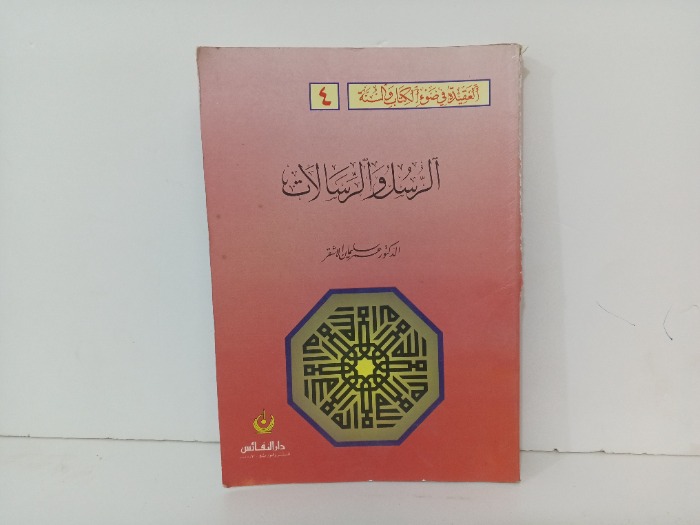 العقيدة في ضوء الكتاب والسنة
٤
الرسل والرسالات
الدكتور عمر سليمان الأشقر
دار النفائس